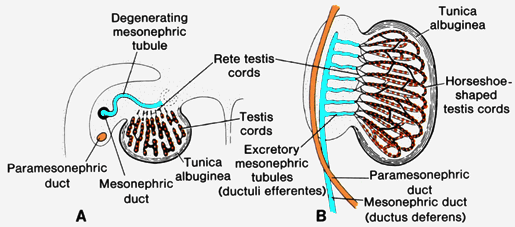 Degenerating
mesonephric
tubule
Rete testis
cords
Testis
cords
Tunica
albuginea
Paramesonephric
duct
Mesonephric
duct
A
Tunica
albuginea
Horseshoe-
shaped
testis cords
Excretory
mesonephric
tubules
(ductuli efferentes)
Paramesonephric
duct
Mesonephric duct
(ductus deferens)
B